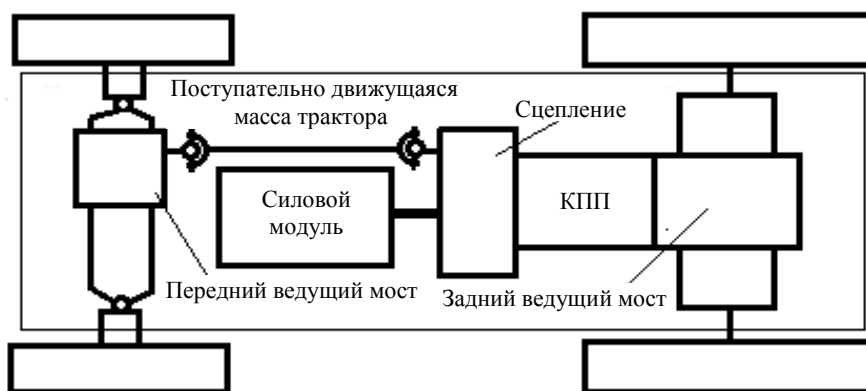 Поступательно движущаяся
масса трактора
Сцепление
Силовой
модуль
КПП
Передний ведущий мост
Задний ведущий мост